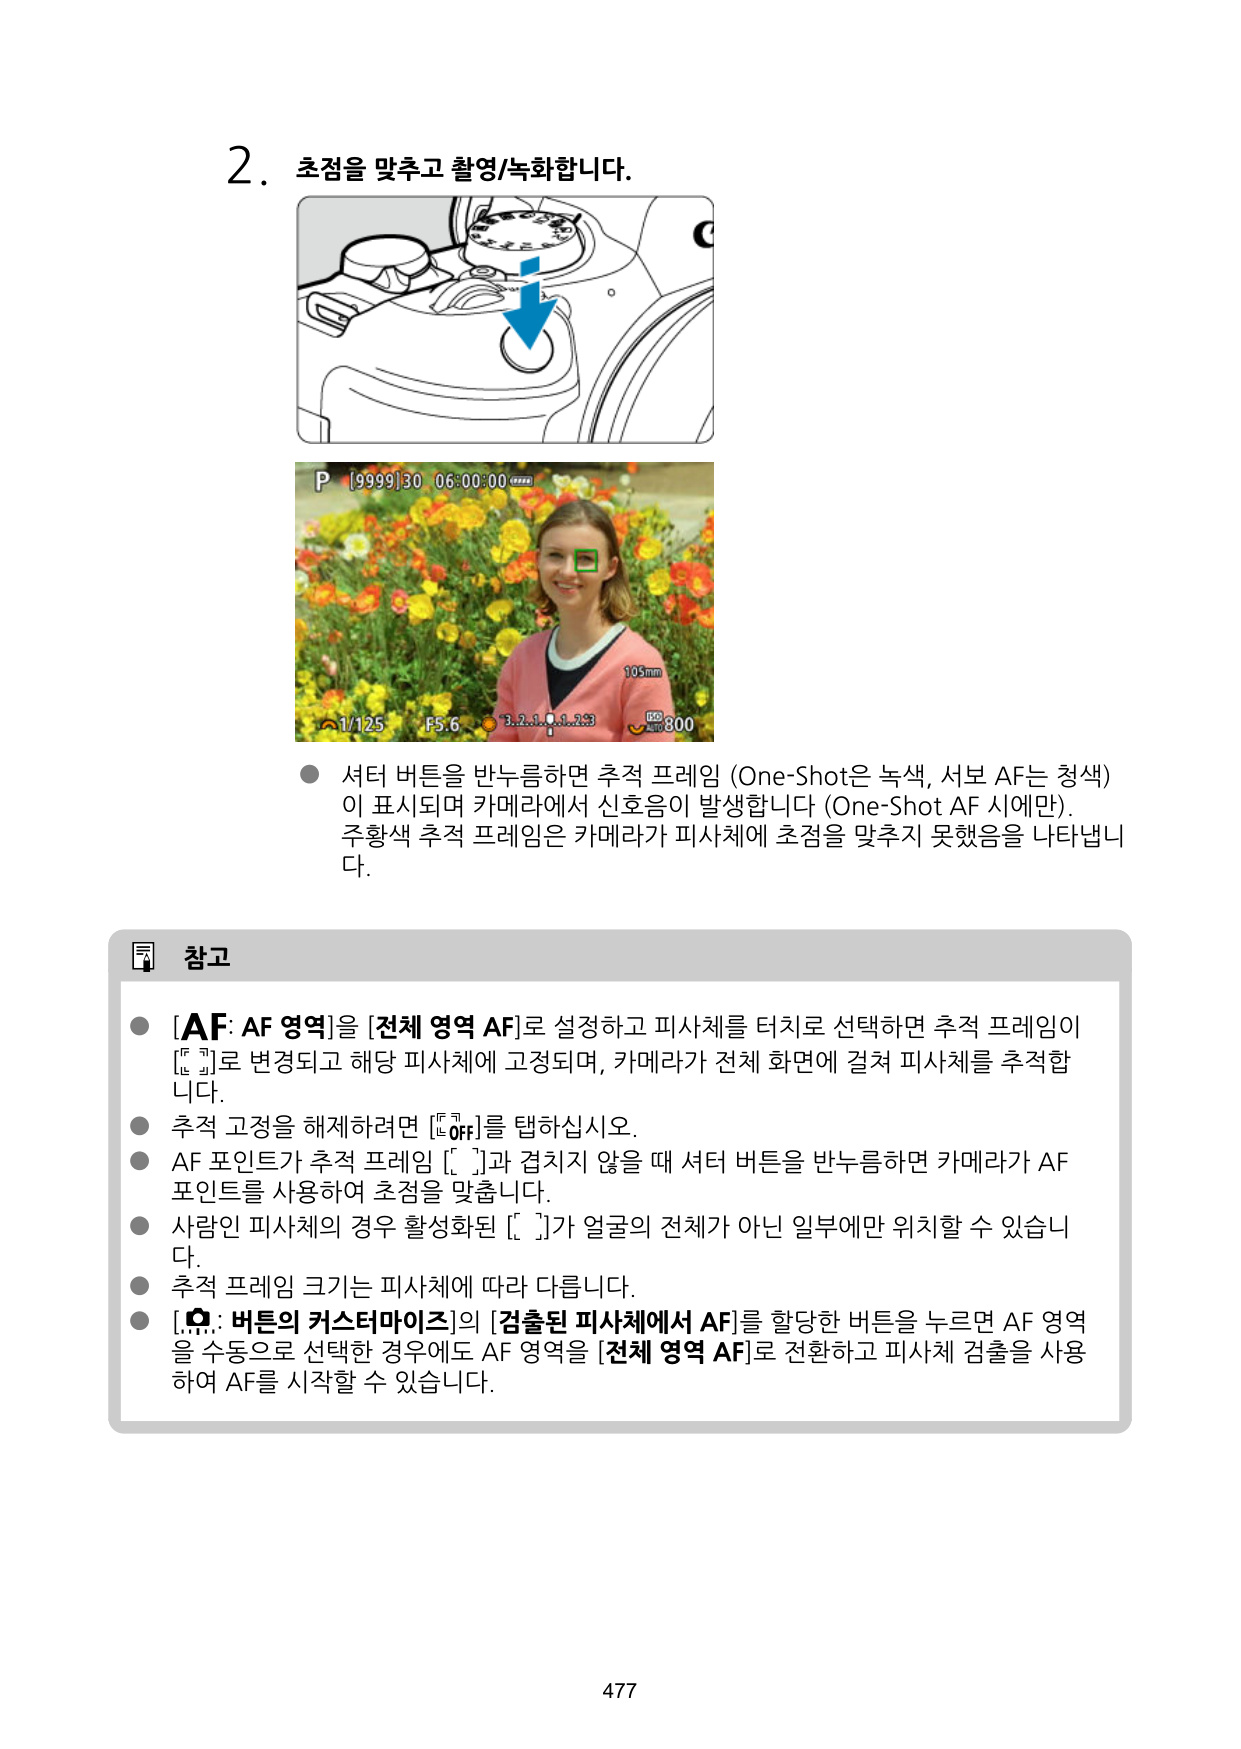 2. 초점을 맞추고 촬영/녹화합니다.
P [9999]30 06:00:00
105mm
1/125 F5.6 3..2..1..0..1..2..3 ISO AUTO 800
● 셔터 버튼을 반누름하면 추적 프레임 (One-Shot은 녹색, 서보 AF는 청색)
이 표시되며 카메라에서 신호음이 발생합니다 (One-Shot AF 시에만).
주황색 추적 프레임은 카메라가 피사체에 초점을 맞추지 못했음을 나타냅니
다.
참고
● [AF: AF 영역]을 [전체 영역 AF]로 설정하고 피사체를 터치로 선택하면 추적 프레임이
[ ]로 변경되고 해당 피사체에 고정되며, 카메라가 전체 화면에 걸쳐 피사체를 추적합
니다.
● 추적 고정을 해제하려면 [OFF]를 탭하십시오.
● AF 포인트가 추적 프레임 [ ]과 겹치지 않을 때 셔터 버튼을 반누름하면 카메라가 AF
포인트를 사용하여 초점을 맞춥니다.
● 사람인 피사체의 경우 활성화된 [ ]가 얼굴의 전체가 아닌 일부에만 위치할 수 있습니
다.
● 추적 프레임 크기는 피사체에 따라 다릅니다.
● [ : 버튼의 커스터마이즈]의 [검출된 피사체에서 AF]를 할당한 버튼을 누르면 AF 영역
을 수동으로 선택한 경우에도 AF 영역을 [전체 영역 AF]로 전환하고 피사체 검출을 사용
하여 AF를 시작할 수 있습니다.
477